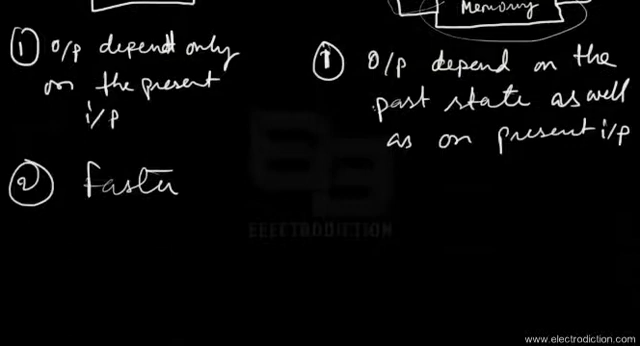 Memory
① O/p depend only
on the present
i/p
② Faster
① O/p depend on the
past state as well
as on present i/p
ELECTRODICTION
www.electrodiction.com